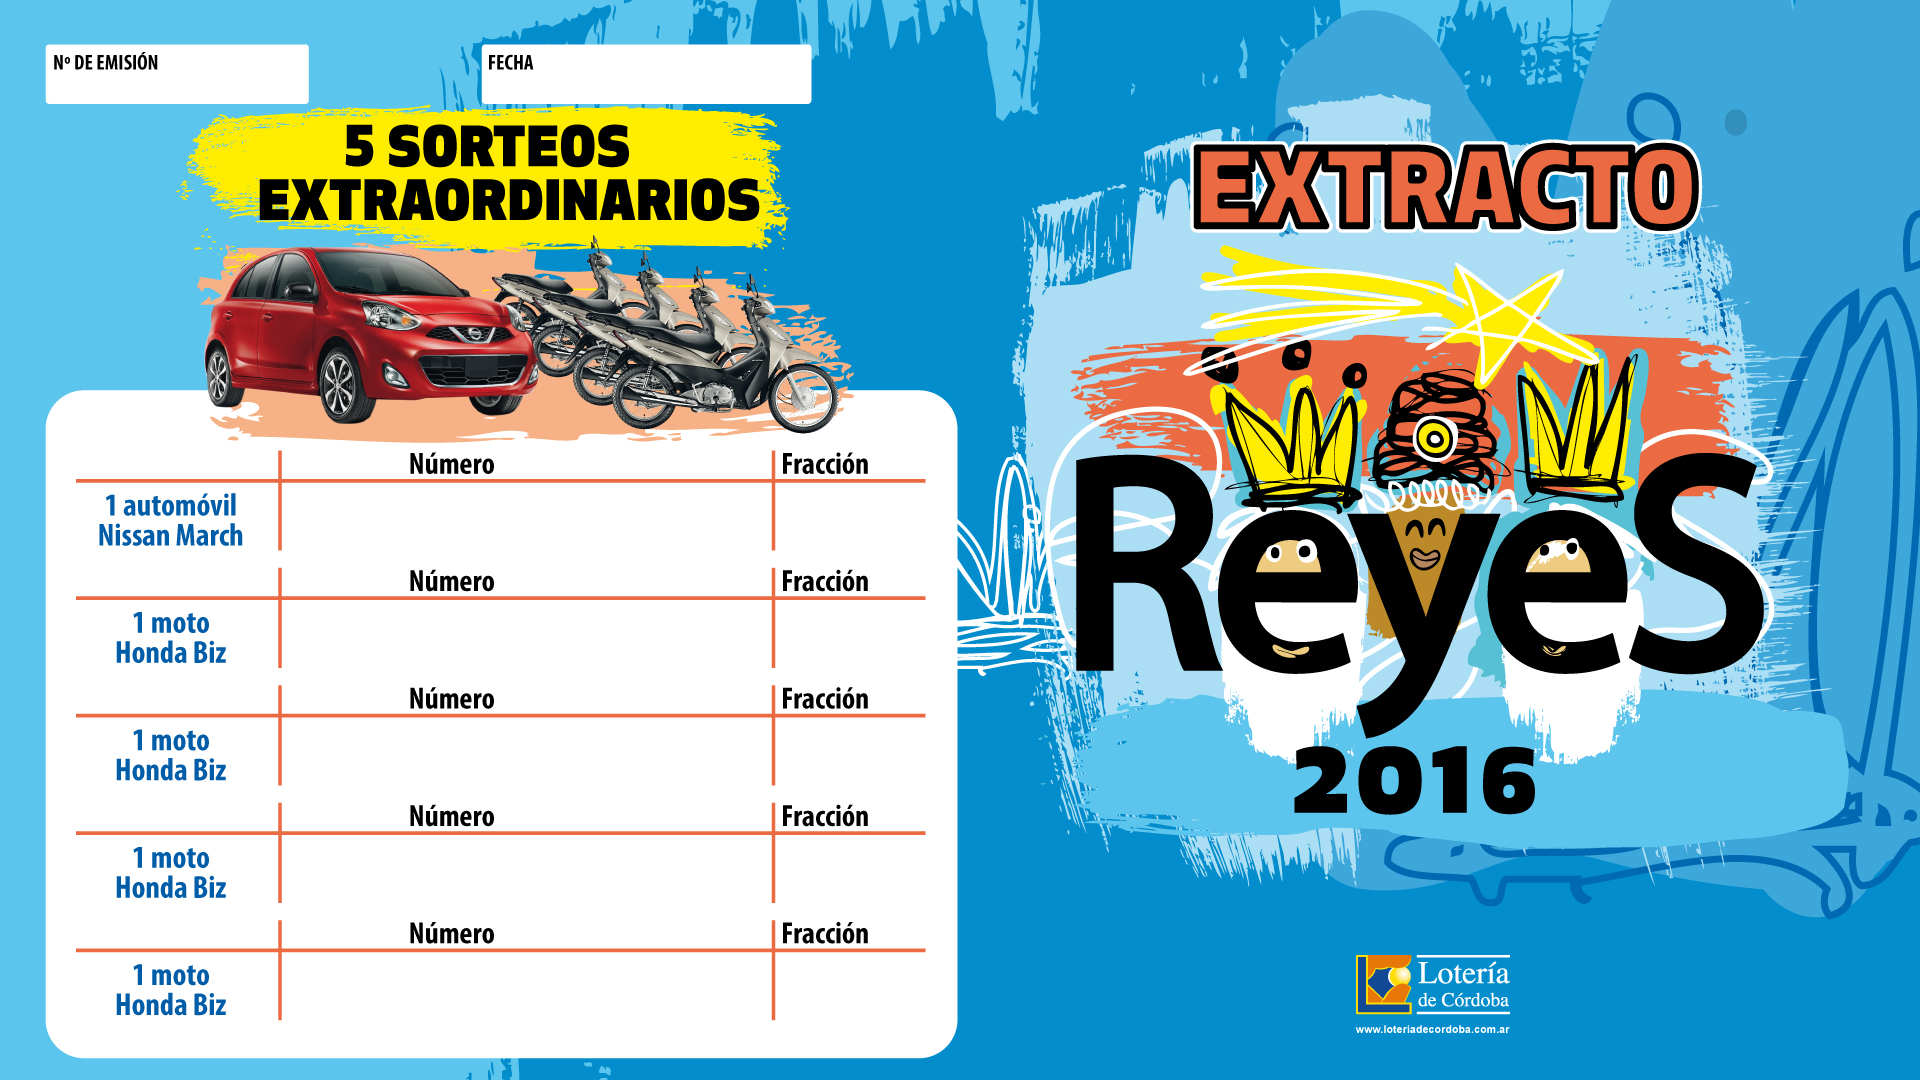 Nº DE EMISIÓN
FECHA
5 SORTEOS
EXTRAORDINARIOS
Número Fracción
1 automóvil
Nissan March
Número Fracción
1 moto
Honda Biz
Número Fracción
1 moto
Honda Biz
Número Fracción
1 moto
Honda Biz
Número Fracción
1 moto
Honda Biz
EXTRACTO
ReyeS
2016
Lotería
de Córdoba
www.loteriadecordoba.com.ar